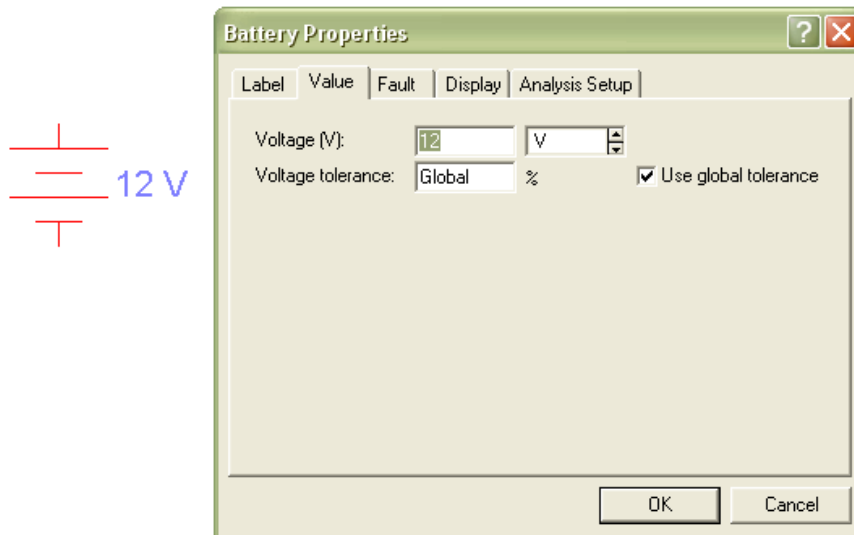 Battery Properties
Label Value Fault Display Analysis Setup
Voltage (V): 12 V
Voltage tolerance: Global % Use global tolerance
12 V
OK Cancel